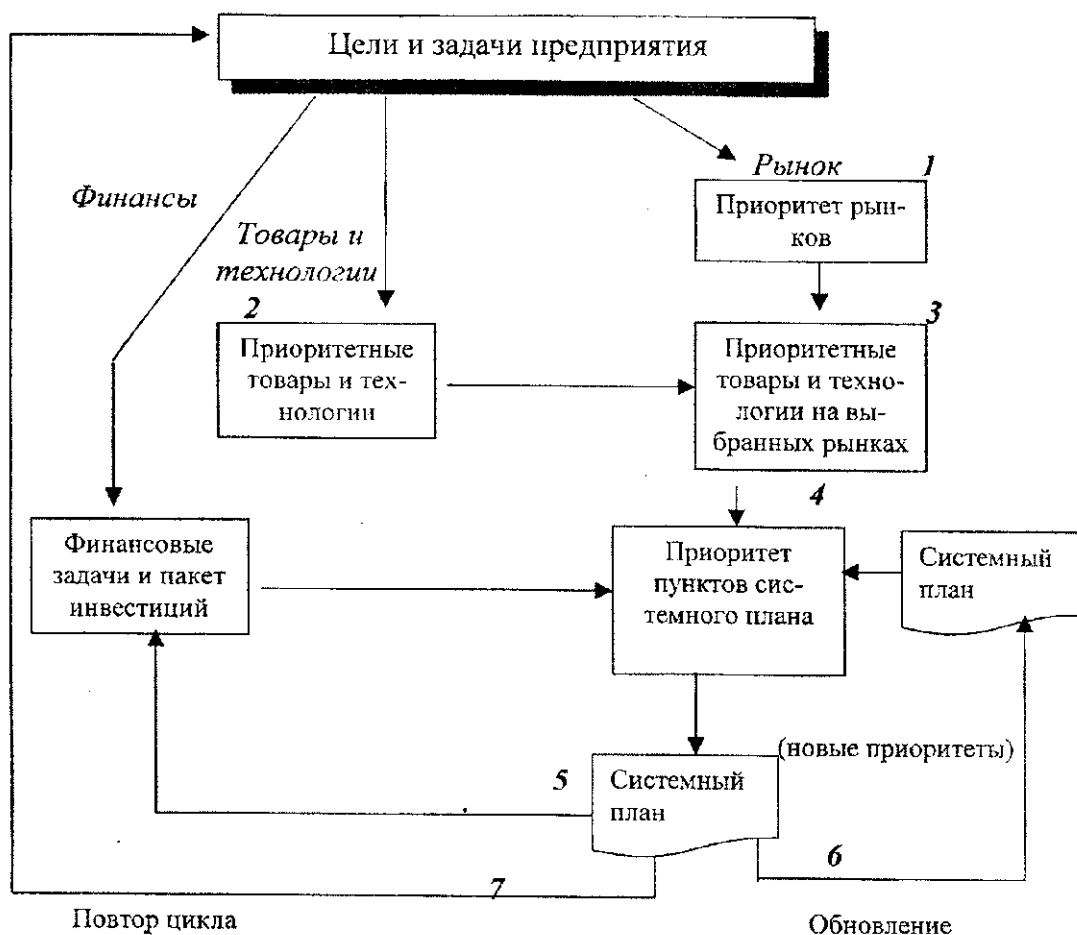 Цели и задачи предприятия
Финансы
Товары и
технологии
Рынок
1
Приоритет рын-
ков
2
Приоритетные
товары и тех-
нологии
3
Приоритетные
товары и техно-
логии на вы-
бранных рынках
4
Финансовые
задачи и пакет
инвестиций
Приоритет
пунктов сис-
темного плана
Системный
план
(новые приоритеты)
5
Системный
план
6
7
Повтор цикла
Обновление